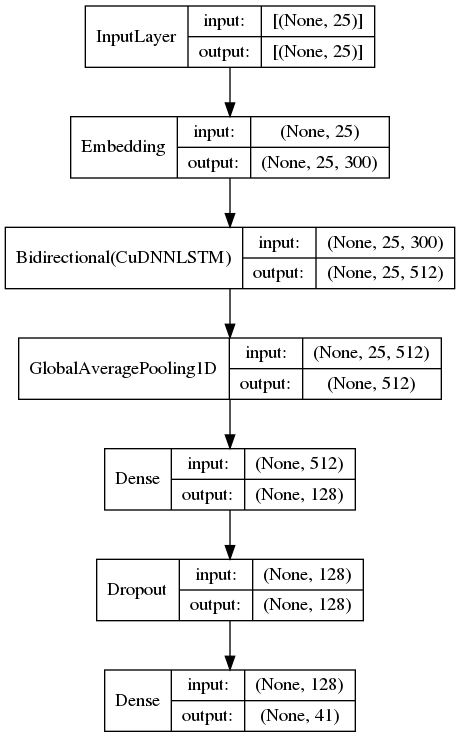 InputLayer
input: [(None, 25)]
output: [(None, 25)]
Embedding
input: (None, 25)
output: (None, 25, 300)
Bidirectional(CuDNNLSTM)
input: (None, 25, 300)
output: (None, 25, 512)
GlobalAveragePooling1D
input: (None, 25, 512)
output: (None, 512)
Dense
input: (None, 512)
output: (None, 128)
Dropout
input: (None, 128)
output: (None, 128)
Dense
input: (None, 128)
output: (None, 41)